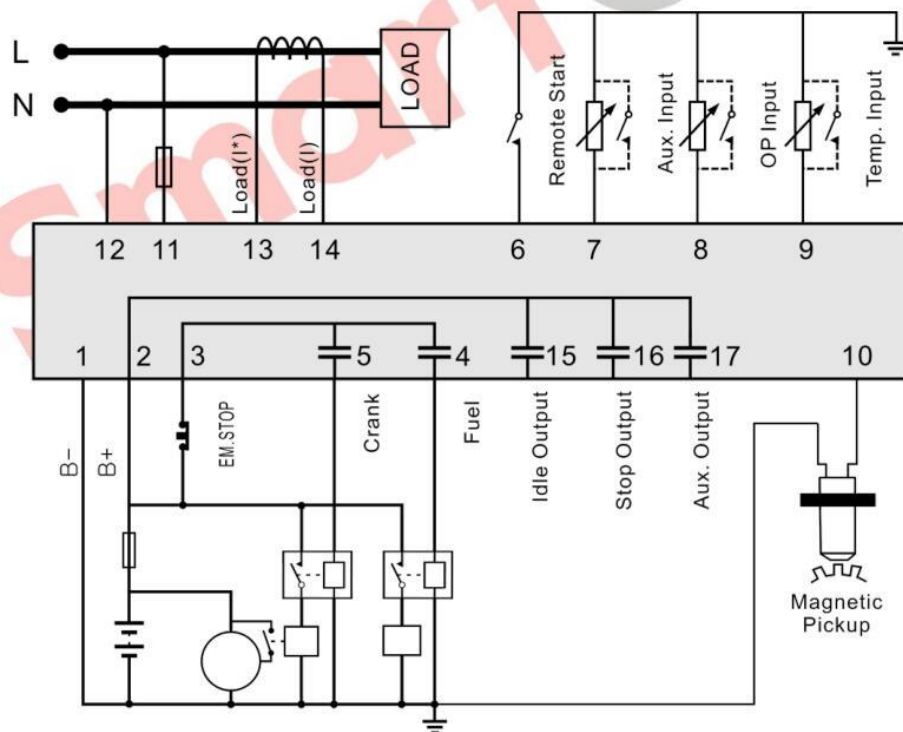 Smart
L
N
LOAD
Load(I*)
Load(I)
Remote Start
Aux. Input
OP Input
Temp. Input
12
11
13
14
6
7
8
9
1
2
3
5
4
15
16
17
10
B-
B+
EM.STOP
Crank
Fuel
Idle Output
Stop Output
Aux. Output
Magnetic
Pickup